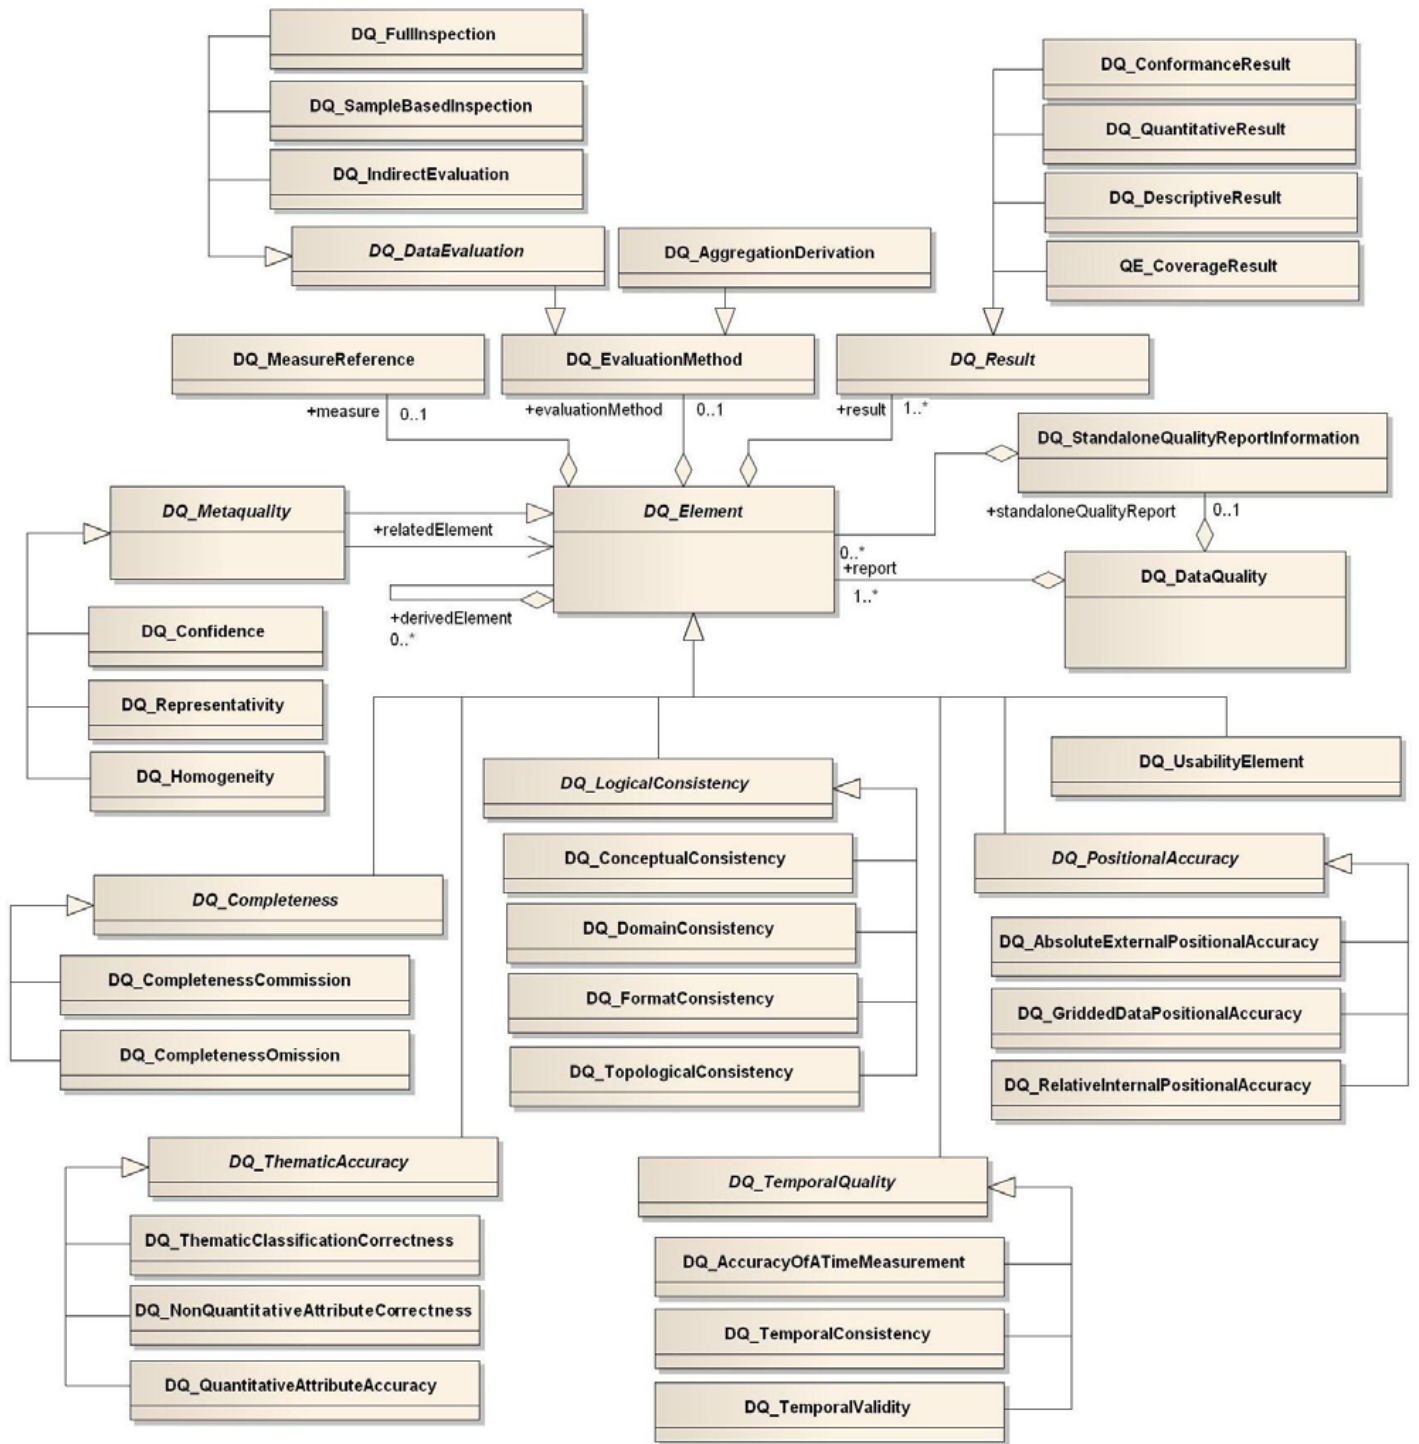 DQ_FullInspection
DQ_SampleBasedInspection
DQ_IndirectEvaluation
DQ_DataEvaluation
DQ_AggregationDerivation
DQ_ConformanceResult
DQ_QuantitativeResult
DQ_DescriptiveResult
QE_CoverageResult
DQ_MeasureReference
DQ_EvaluationMethod
DQ_Result
+measure 0..1
+evaluationMethod 0..1
+result 1..*
DQ_StandaloneQualityReportInformation
DQ_Metaquality
+relatedElement
DQ_Element
+standaloneQualityReport 0..1
0..*
+report
1..*
DQ_DataQuality
+derivedElement
0..*
DQ_Confidence
DQ_Representativity
DQ_Homogeneity
DQ_LogicalConsistency
DQ_ConceptualConsistency
DQ_DomainConsistency
DQ_FormatConsistency
DQ_TopologicalConsistency
DQ_UsabilityElement
DQ_PositionalAccuracy
DQ_AbsoluteExternalPositionalAccuracy
DQ_GriddedDataPositionalAccuracy
DQ_RelativeInternalPositionalAccuracy
DQ_Completeness
DQ_CompletenessCommission
DQ_CompletenessOmission
DQ_ThematicAccuracy
DQ_ThematicClassificationCorrectness
DQ_NonQuantitativeAttributeCorrectness
DQ_QuantitativeAttributeAccuracy
DQ_TemporalQuality
DQ_AccuracyOfATimeMeasurement
DQ_TemporalConsistency
DQ_TemporalValidity